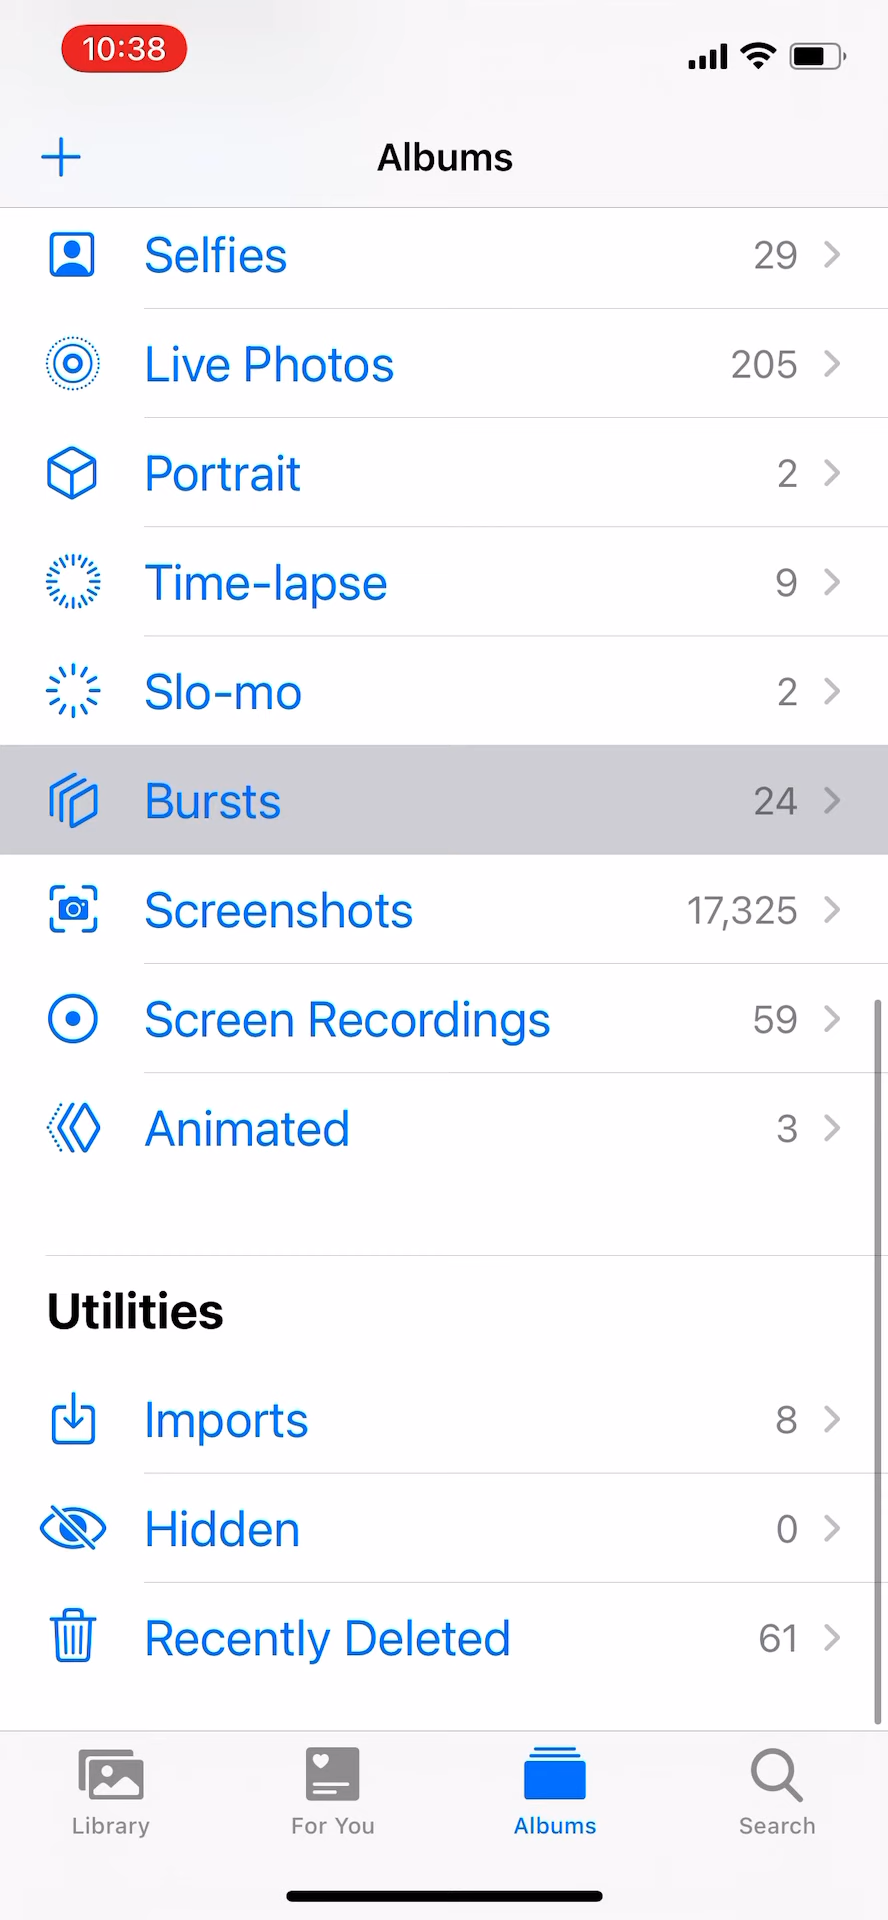 10:38
Albums
Selfies 29
Live Photos 205
Portrait 2
Time-lapse 9
Slo-mo 2
Bursts 24
Screenshots 17,325
Screen Recordings 59
Animated 3
Utilities
Imports 8
Hidden 0
Recently Deleted 61
Library For You Albums Search